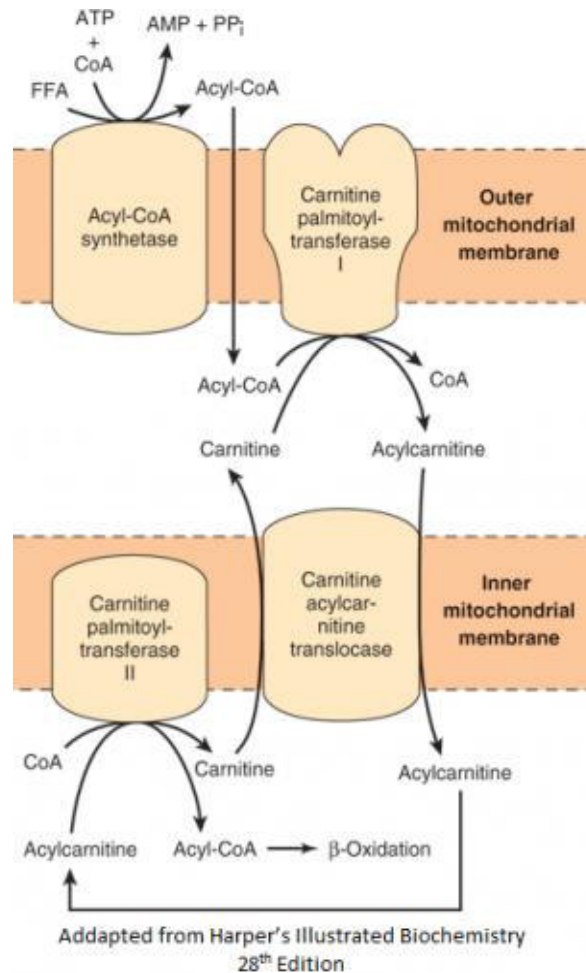 ATP
+
CoA
AMP + PPi
FFA
Acyl-CoA
Acyl-CoA
synthetase
Carnitine
palmitoyl-
transferase
I
Outer
mitochondrial
membrane
Acyl-CoA
CoA
Carnitine
Acylcarnitine
Carnitine
palmitoyl-
transferase
II
Carnitine
acylcar-
nitine
translocase
Inner
mitochondrial
membrane
CoA
Carnitine
Acylcarnitine
Acylcarnitine
Acyl-CoA
β-Oxidation
Addapted from Harper's Illustrated Biochemistry
28th Edition